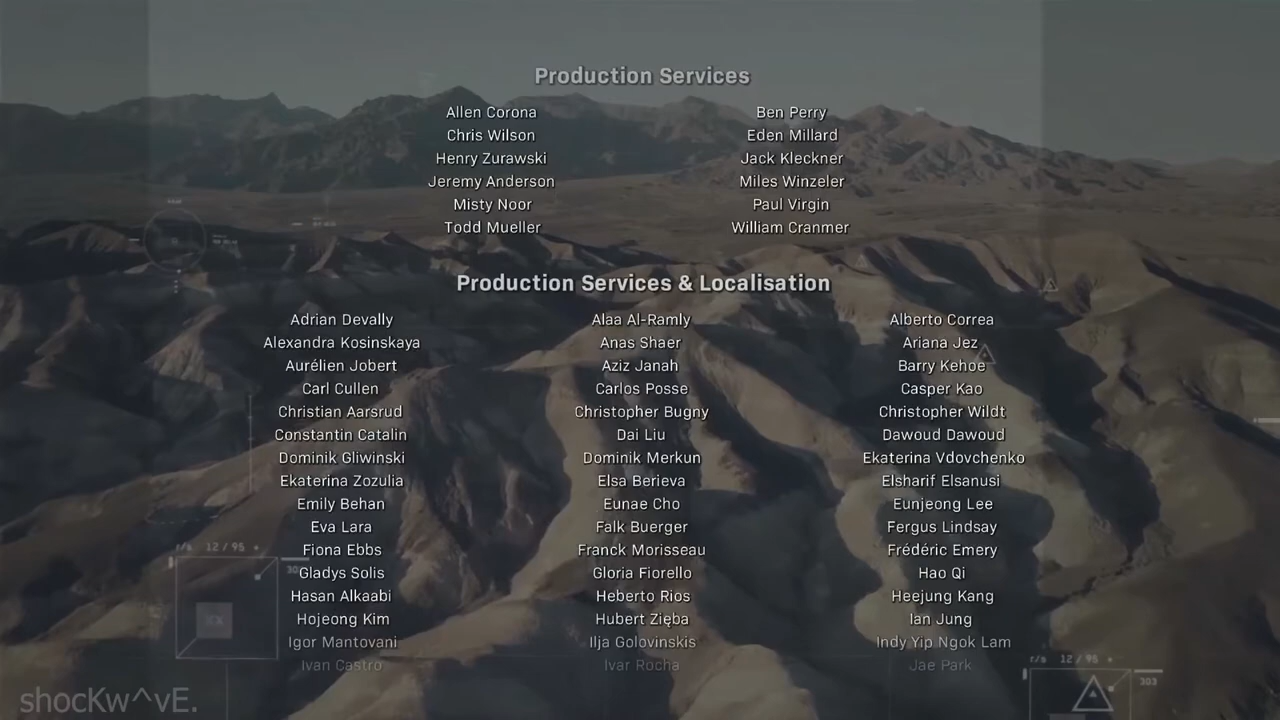 Production Services
Allen Corona Ben Perry
Chris Wilson Eden Millard
Henry Zurawski Jack Kleckner
Jeremy Anderson Miles Winzeler
Misty Noor Paul Virgin
Todd Mueller William Cranmer
Production Services & Localisation
Adrian Devally Alaa Al-Ramly Alberto Correa
Alexandra Kosinskaya Anas Shaer Ariana Jez
Aurélien Jobert Aziz Janah Barry Kehoe
Carl Cullen Carlos Posse Casper Kao
Christian Aarsrud Christopher Bugny Christopher Wildt
Constantin Catalin Dai Liu Dawoud Dawoud
Dominik Gliwinski Dominik Merkun Ekaterina Vdovchenko
Ekaterina Zozulia Elsa Berieva Elsharif Elsanusi
Emily Behan Eunae Cho Eunjeong Lee
Eva Lara Falk Buerger Fergus Lindsay
r/a 12 / 95 +
Fiona Ebbs Franck Morisseau Frédéric Emery
Gladys Solis Gloria Fiorello Hao Qi
Hasan Alkaabi Heberto Rios Heejung Kang
Hojeong Kim Hubert Zięba Ian Jung
Igor Mantovani Ilja Golovinskis Indy Yip Ngok Lam
Ivan Castro Ivar Rocha Jae Park
r/a 12 / 95 +
303
shocKw^vE.